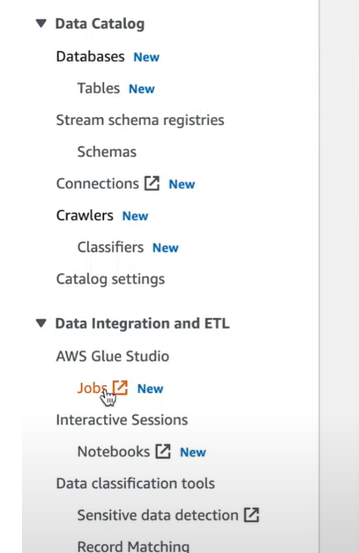 Data Catalog
Databases New
Tables New
Stream schema registries
Schemas
Connections New
Crawlers New
Classifiers New
Catalog settings
Data Integration and ETL
AWS Glue Studio
Jobs New
Interactive Sessions
Notebooks New
Data classification tools
Sensitive data detection
Record Matching